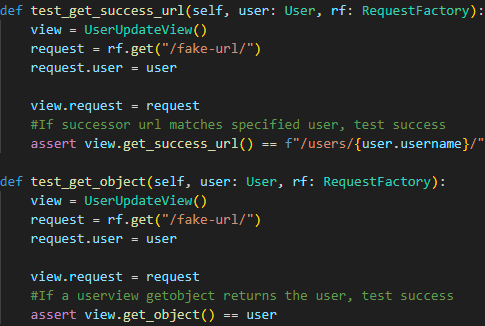 def test_get_success_url(self, user: User, rf: RequestFactory):
    view = UserUpdateView()
    request = rf.get("/fake-url/")
    request.user = user

    view.request = request
    #If successor url matches specified user, test success
    assert view.get_success_url() == f"/users/{user.username}/"

def test_get_object(self, user: User, rf: RequestFactory):
    view = UserUpdateView()
    request = rf.get("/fake-url/")
    request.user = user

    view.request = request
    #If a userview getobject returns the user, test success
    assert view.get_object() == user